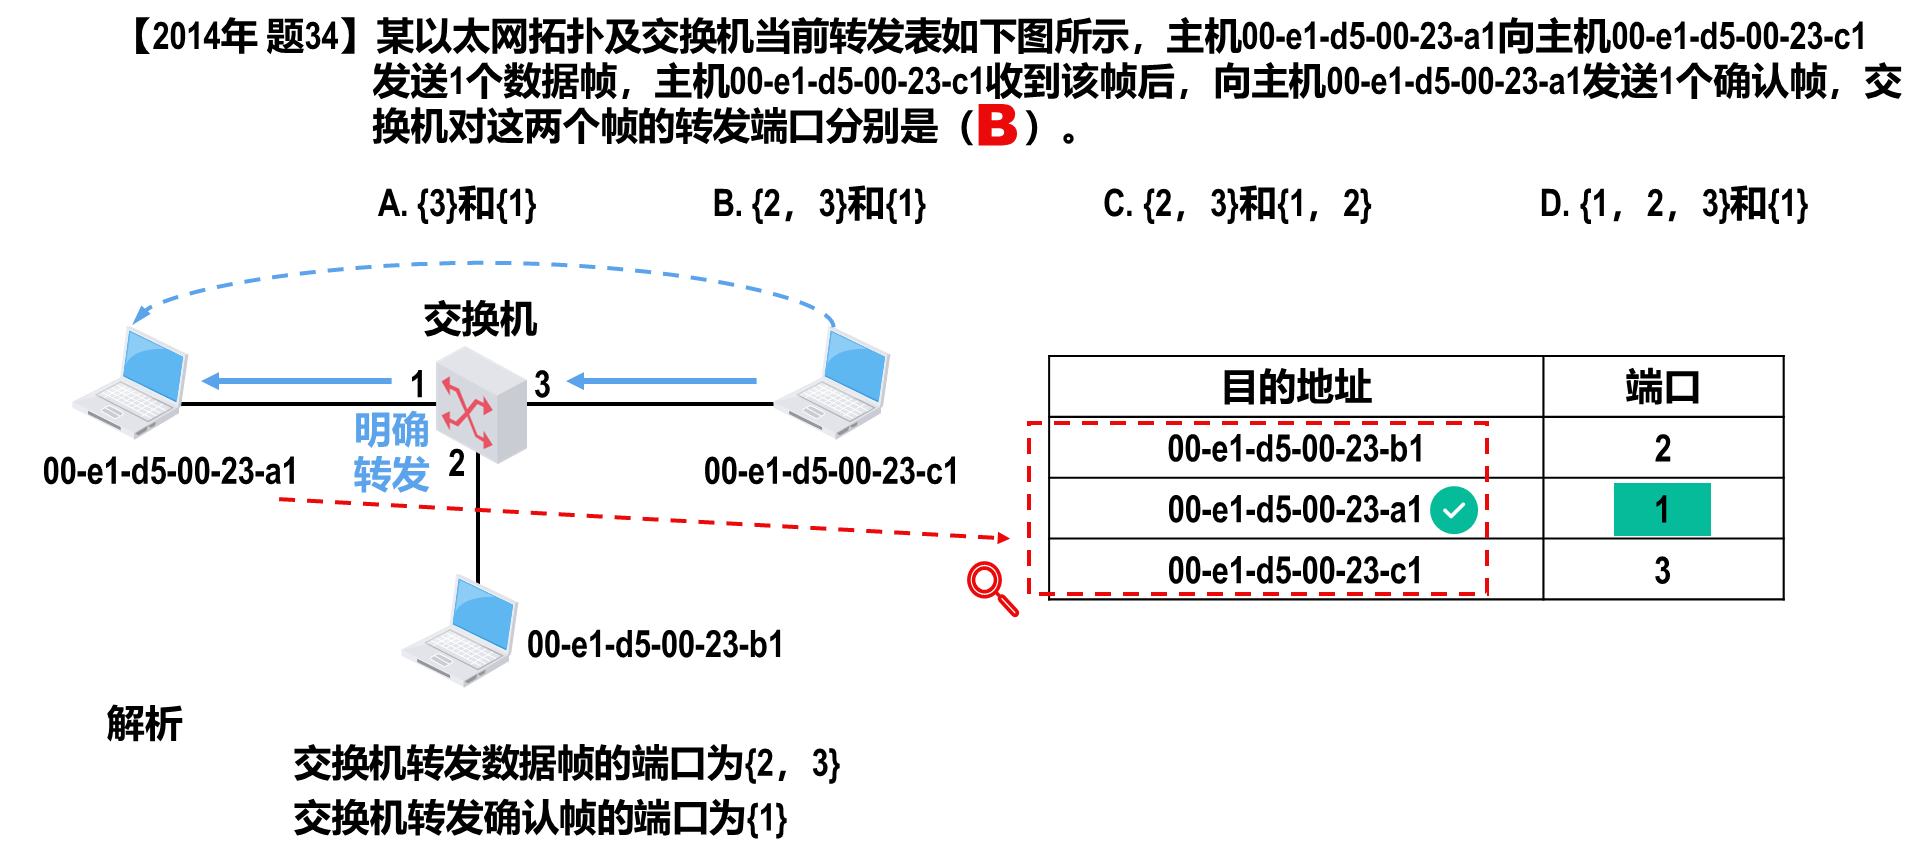 【2014年 题34】某以太网拓扑及交换机当前转发表如下图所示，主机00-e1-d5-00-23-a1向主机00-e1-d5-00-23-c1
发送1个数据帧，主机00-e1-d5-00-23-c1收到该帧后，向主机00-e1-d5-00-23-a1发送1个确认帧，交
换机对这两个帧的转发端口分别是（B）。
A. {3}和{1} B. {2，3}和{1} C. {2，3}和{1，2} D. {1，2，3}和{1}
交换机
1
3
明确
转发
2
00-e1-d5-00-23-a1
00-e1-d5-00-23-c1
00-e1-d5-00-23-b1
目的地址 端口
00-e1-d5-00-23-b1 2
00-e1-d5-00-23-a1 1
00-e1-d5-00-23-c1 3
解析
交换机转发数据帧的端口为{2，3}
交换机转发确认帧的端口为{1}